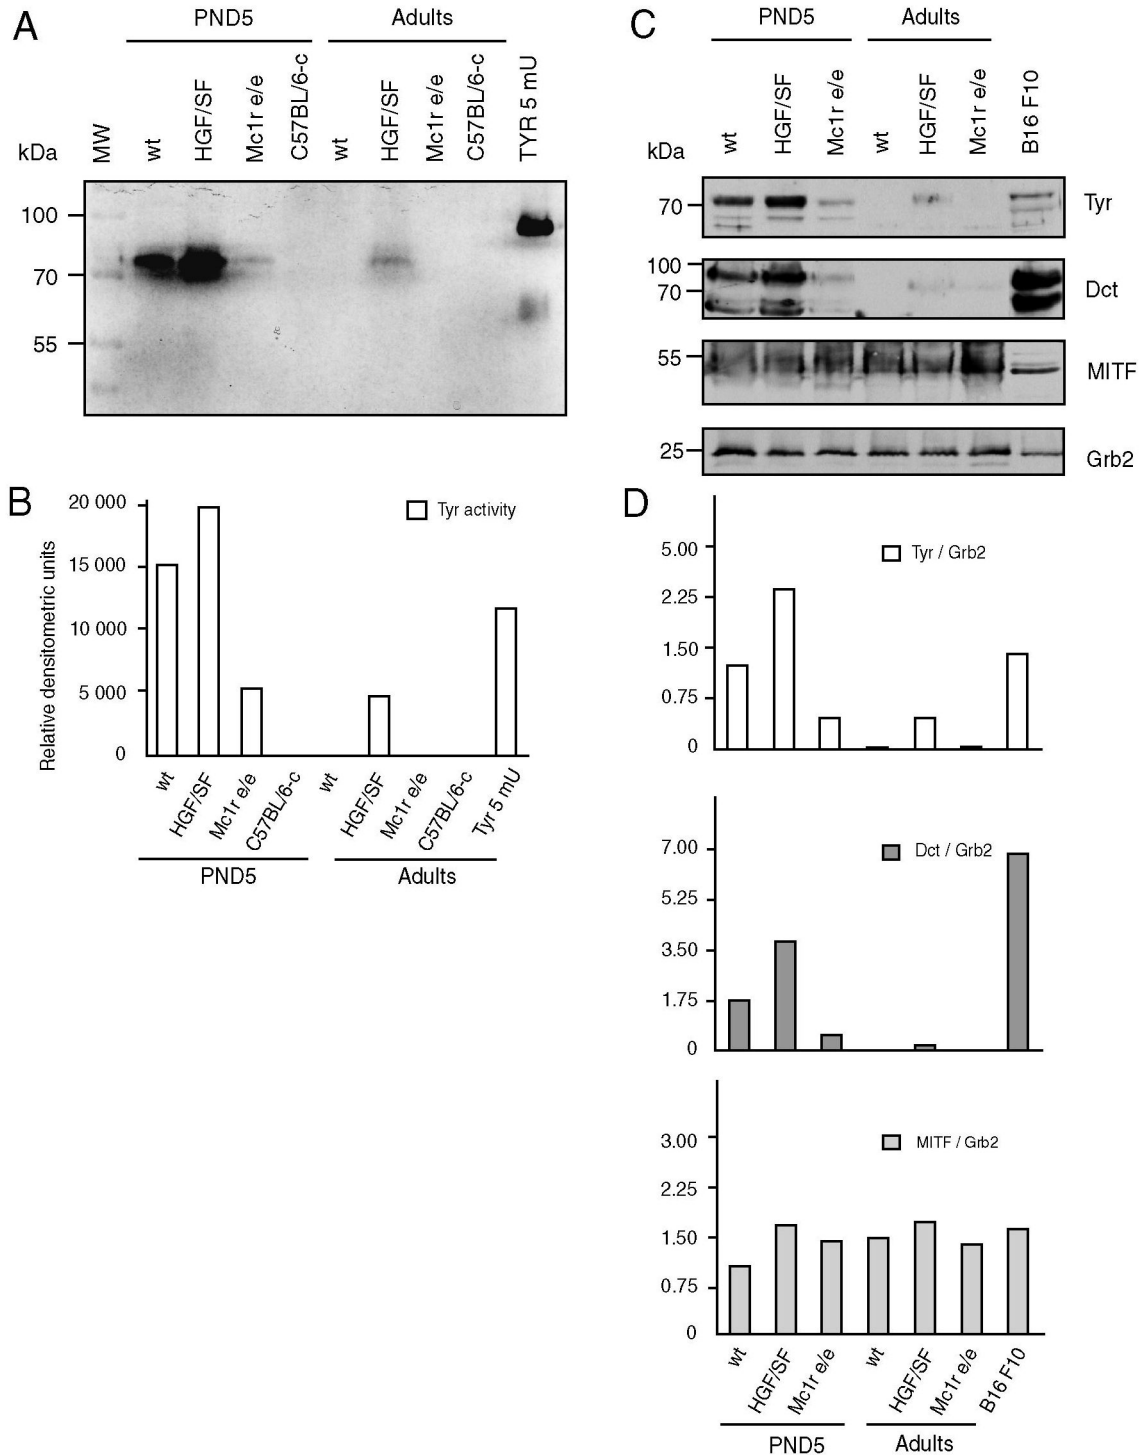 A
PND5
Adults
kDa
MW
wt
HGF/SF
Mc1r e/e
C57BL/6-c
wt
HGF/SF
Mc1r e/e
C57BL/6-c
TYR 5 mU
100
70
55
B
Relative densitometric units
20 000
15 000
10 000
5 000
0
Tyr activity
wt
HGF/SF
Mc1r e/e
C57BL/6-c
wt
HGF/SF
Mc1r e/e
C57BL/6-c
Tyr 5 mU
PND5
Adults
C
PND5
Adults
kDa
wt
HGF/SF
Mc1r e/e
wt
HGF/SF
Mc1r e/e
B16 F10
70
Tyr
100
70
Dct
55
MITF
25
Grb2
D
5.00
2.25
1.50
0.75
0
Tyr / Grb2
7.00
5.25
3.50
1.75
0
Dct / Grb2
3.00
2.25
1.50
0.75
0
MITF / Grb2
wt
HGF/SF
Mc1r e/e
wt
HGF/SF
Mc1r e/e
B16 F10
PND5
Adults